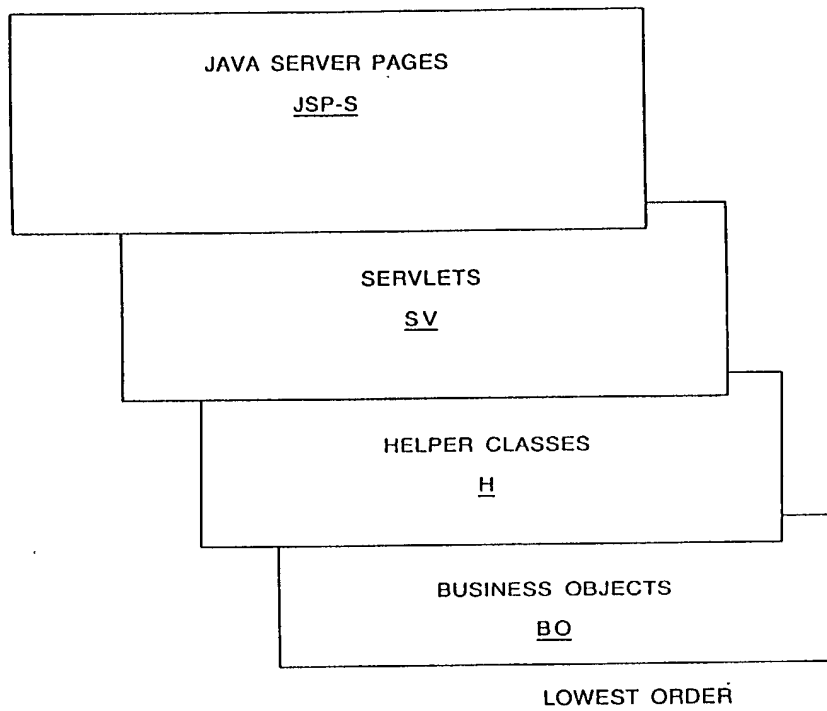 JAVA SERVER PAGES
JSP-S
SERVLETS
SV
HELPER CLASSES
H
BUSINESS OBJECTS
BO
LOWEST ORDER